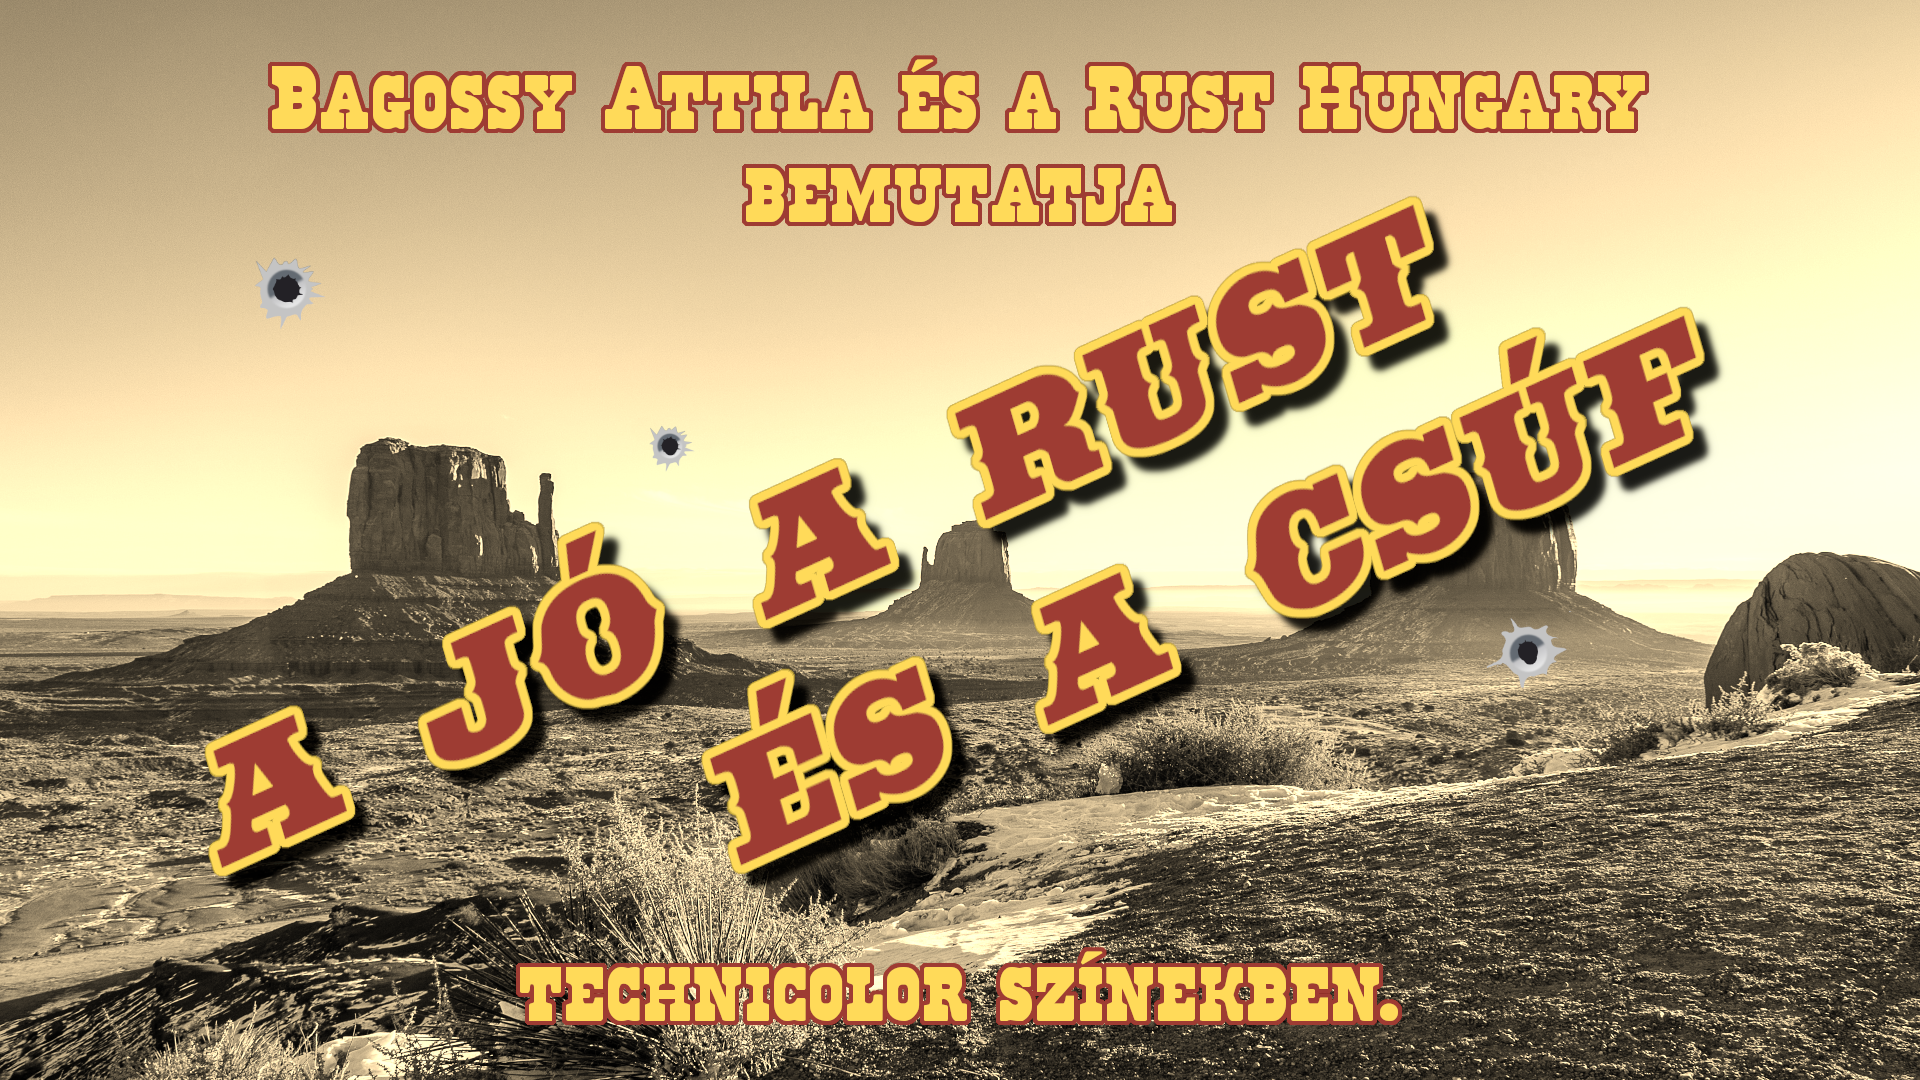 Bagossy Attila és a Rust Hungary
bemutatja
A JÓ A RUST
ÉS A CSÚF
technicolor színekben.